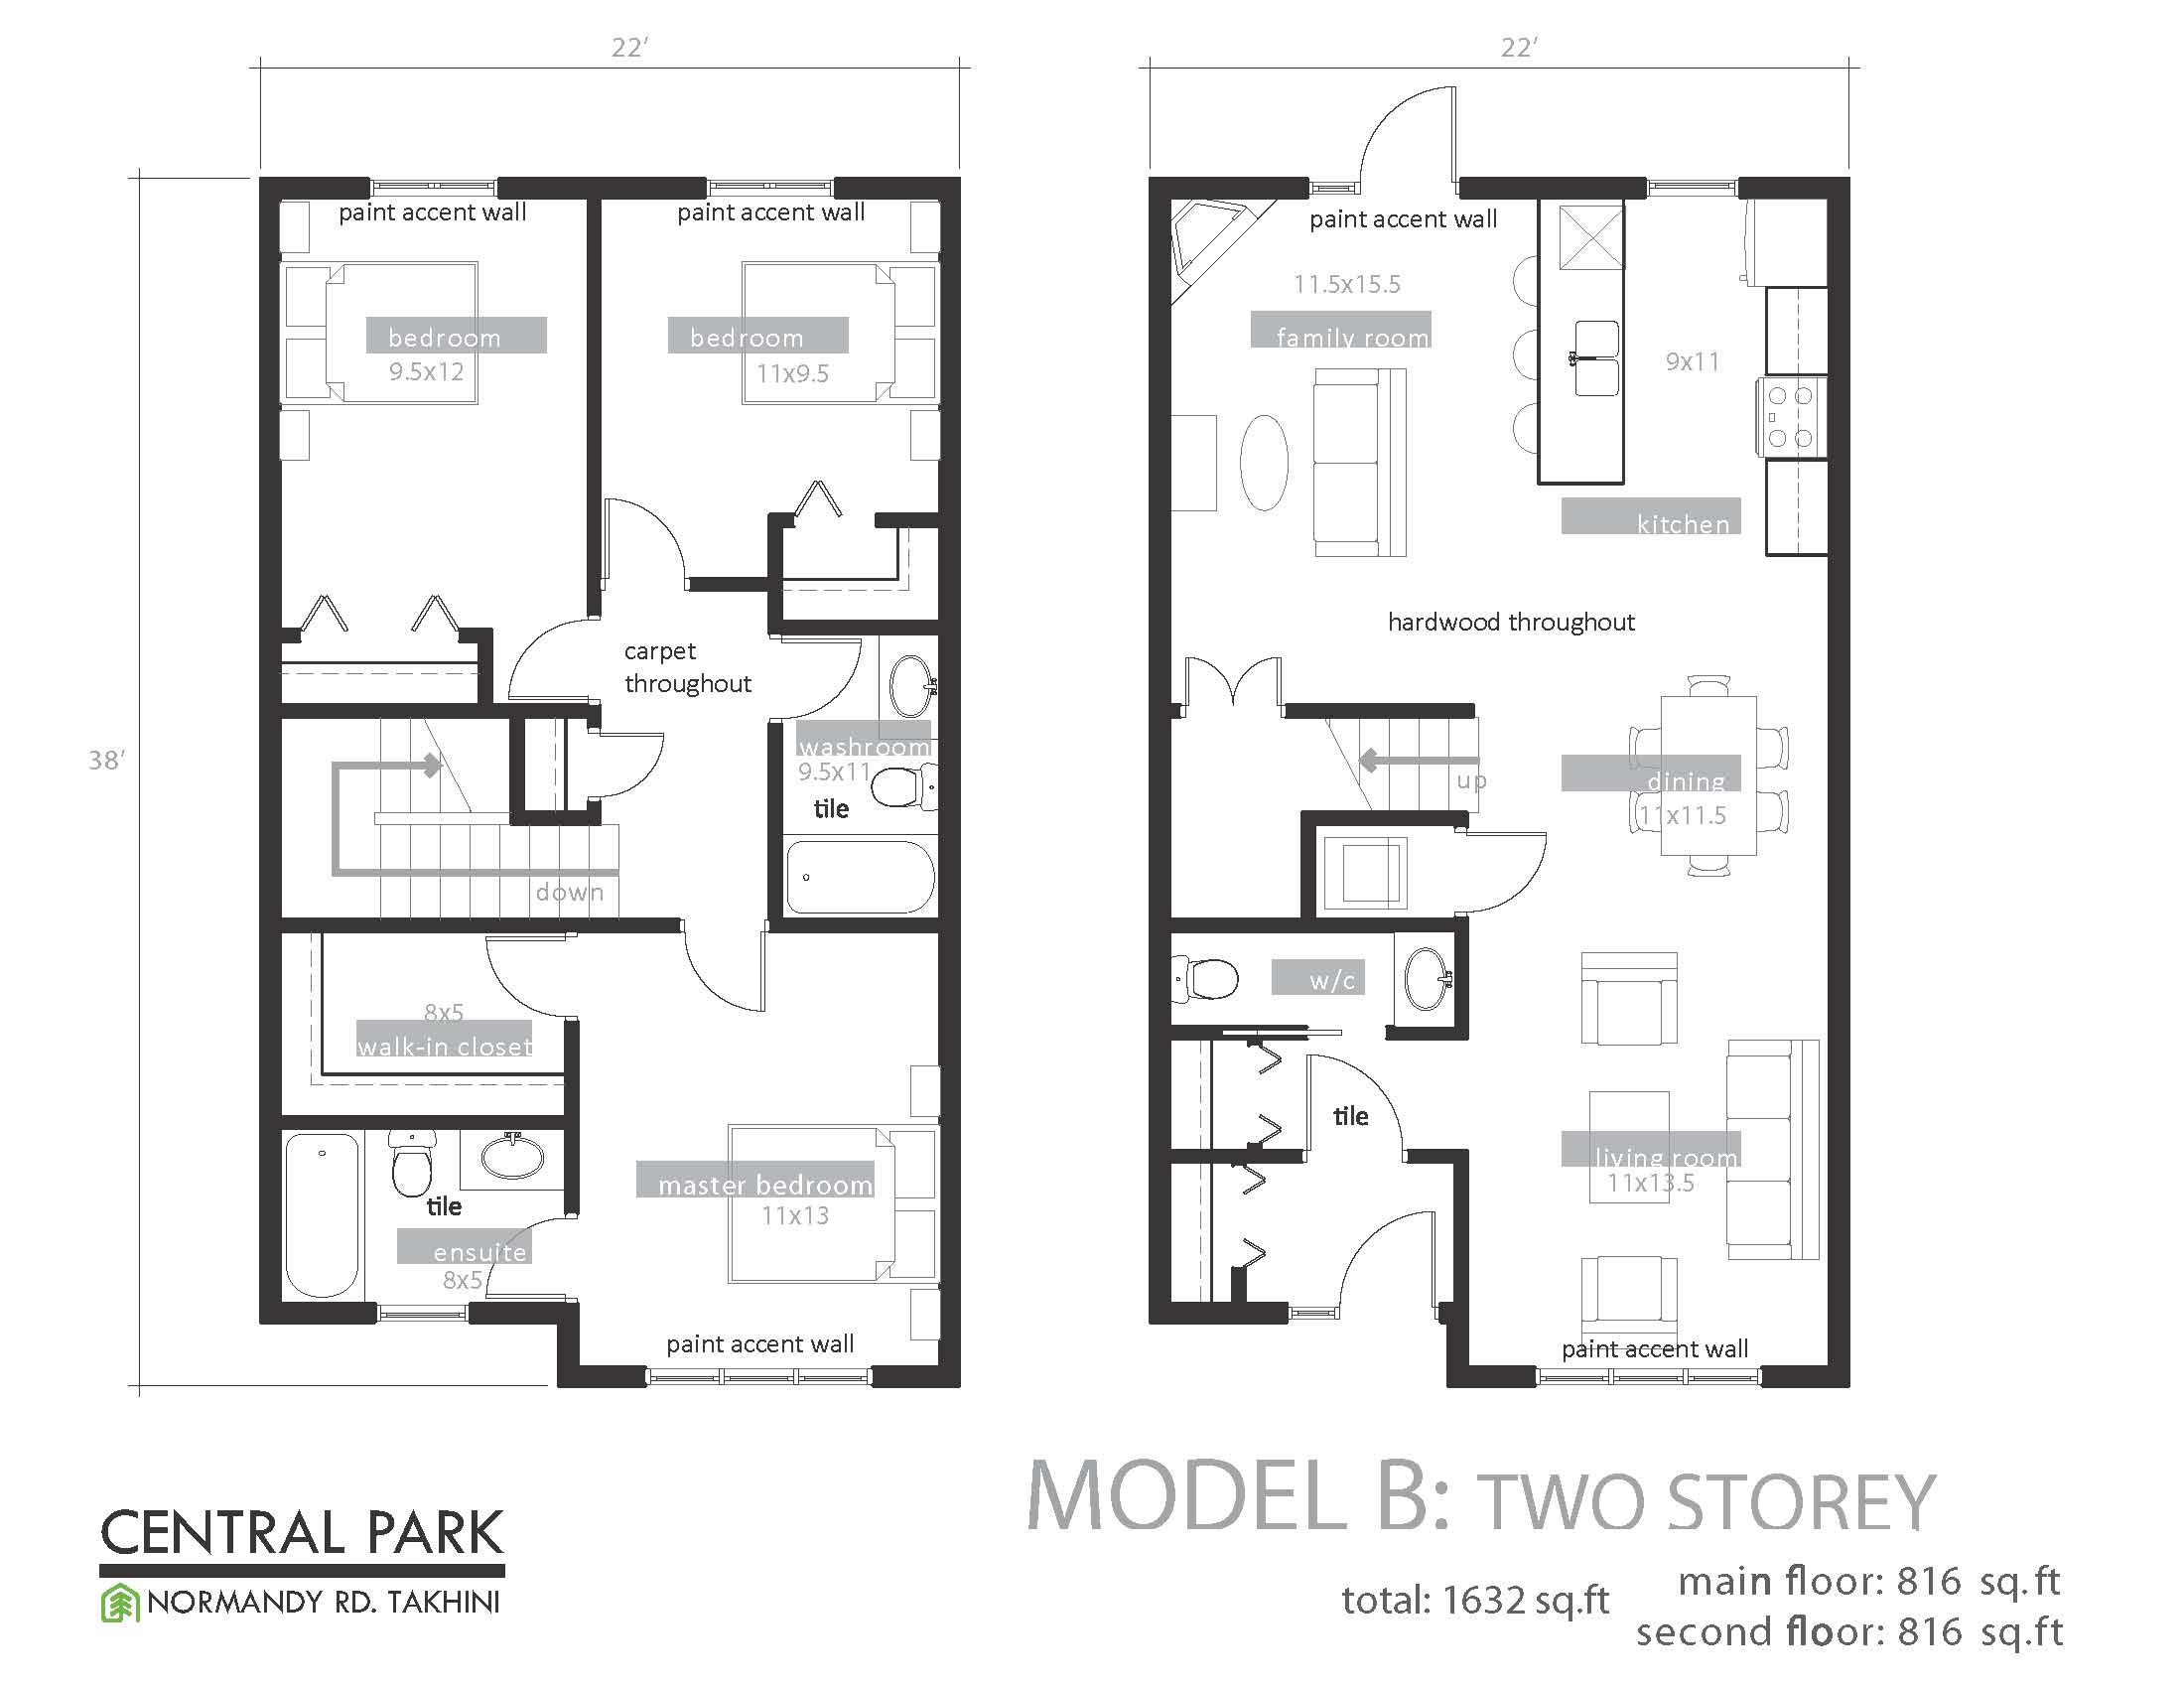 22’
38’
paint accent wall
paint accent wall
bedroom
9.5x12
bedroom
11x9.5
carpet
throughout
washroom
9.5x11
tile
down
8x5
walk-in closet
tile
ensuite
8x5
master bedroom
11x13
paint accent wall
22’
paint accent wall
11.5x15.5
family room
9x11
kitchen
hardwood throughout
up
dining
11x11.5
w/c
tile
living room
11x13.5
paint accent wall
MODEL B: TWO STOREY
total: 1632 sq.ft
main floor: 816 sq.ft
second floor: 816 sq.ft
CENTRAL PARK
NORMANDY RD. TAKHINI